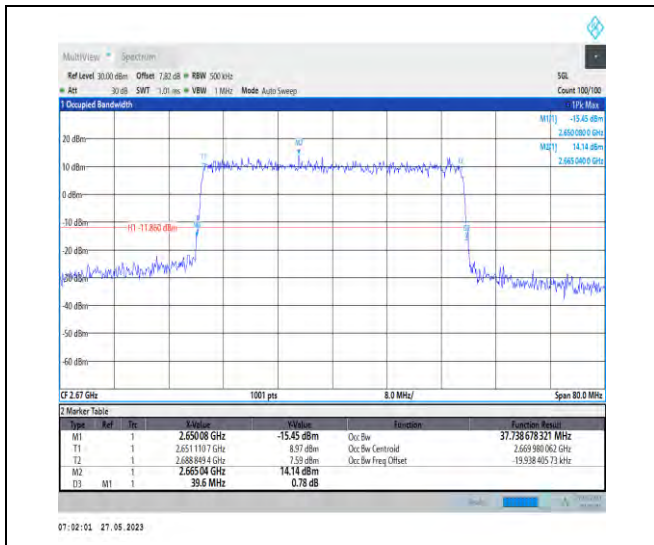 MultiView Spectrum
Ref Level 30.00 dBm Offset 7.82 dB RBW 500 kHz SGL
Att 30 dB SWT 1.01 ms VBW 1 MHz Mode Auto Sweep Count 100/100
1 Occupied Bandwidth 1Pk Max
M1[1] -15.45 dBm
2.650 080 0 GHz
M2[1] 14.14 dBm
2.665 040 0 GHz
20 dBm
M2
T1
T2
10 dBm
0 dBm
-10 dBm
H1 -11.860 dBm
M1
-20 dBm
-30 dBm
-40 dBm
-50 dBm
-60 dBm
CF 2.67 GHz 1001 pts 8.0 MHz/ Span 80.0 MHz
2 Marker Table
Type Ref Trc X-Value Y-Value Function Function Result
M1 1 2.65008 GHz -15.45 dBm Occ Bw 37.738 678 321 MHz
T1 1 2.651 110 7 GHz 8.97 dBm Occ Bw Centroid 2.669 980 062 GHz
T2 1 2.688 849 4 GHz 7.59 dBm Occ Bw Freq Offset -19.938 405 73 kHz
M2 1 2.66504 GHz 14.14 dBm
D3 M1 1 39.6 MHz 0.78 dB
07:02:01 27.05.2023